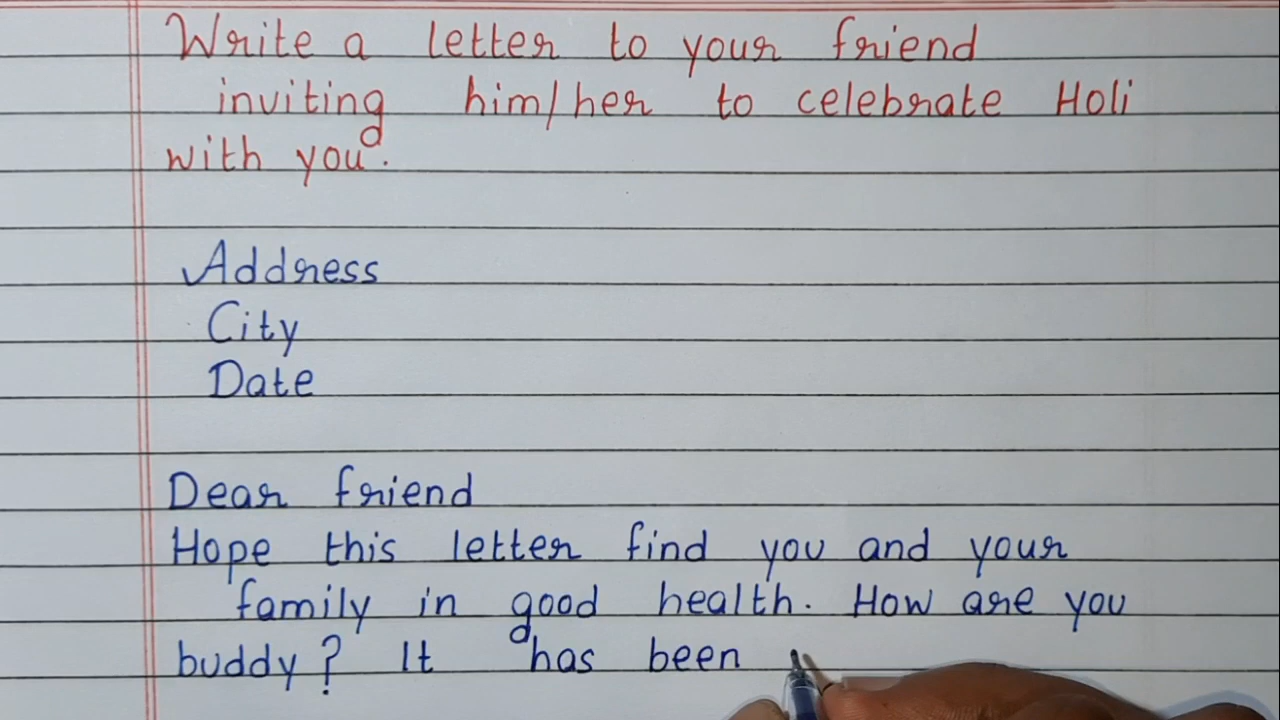 Write a letter to your friend
inviting him/her to celebrate Holi
with you.
Address
City
Date
Dear friend
Hope this letter find you and your
family in good health. How are you
buddy? It has been